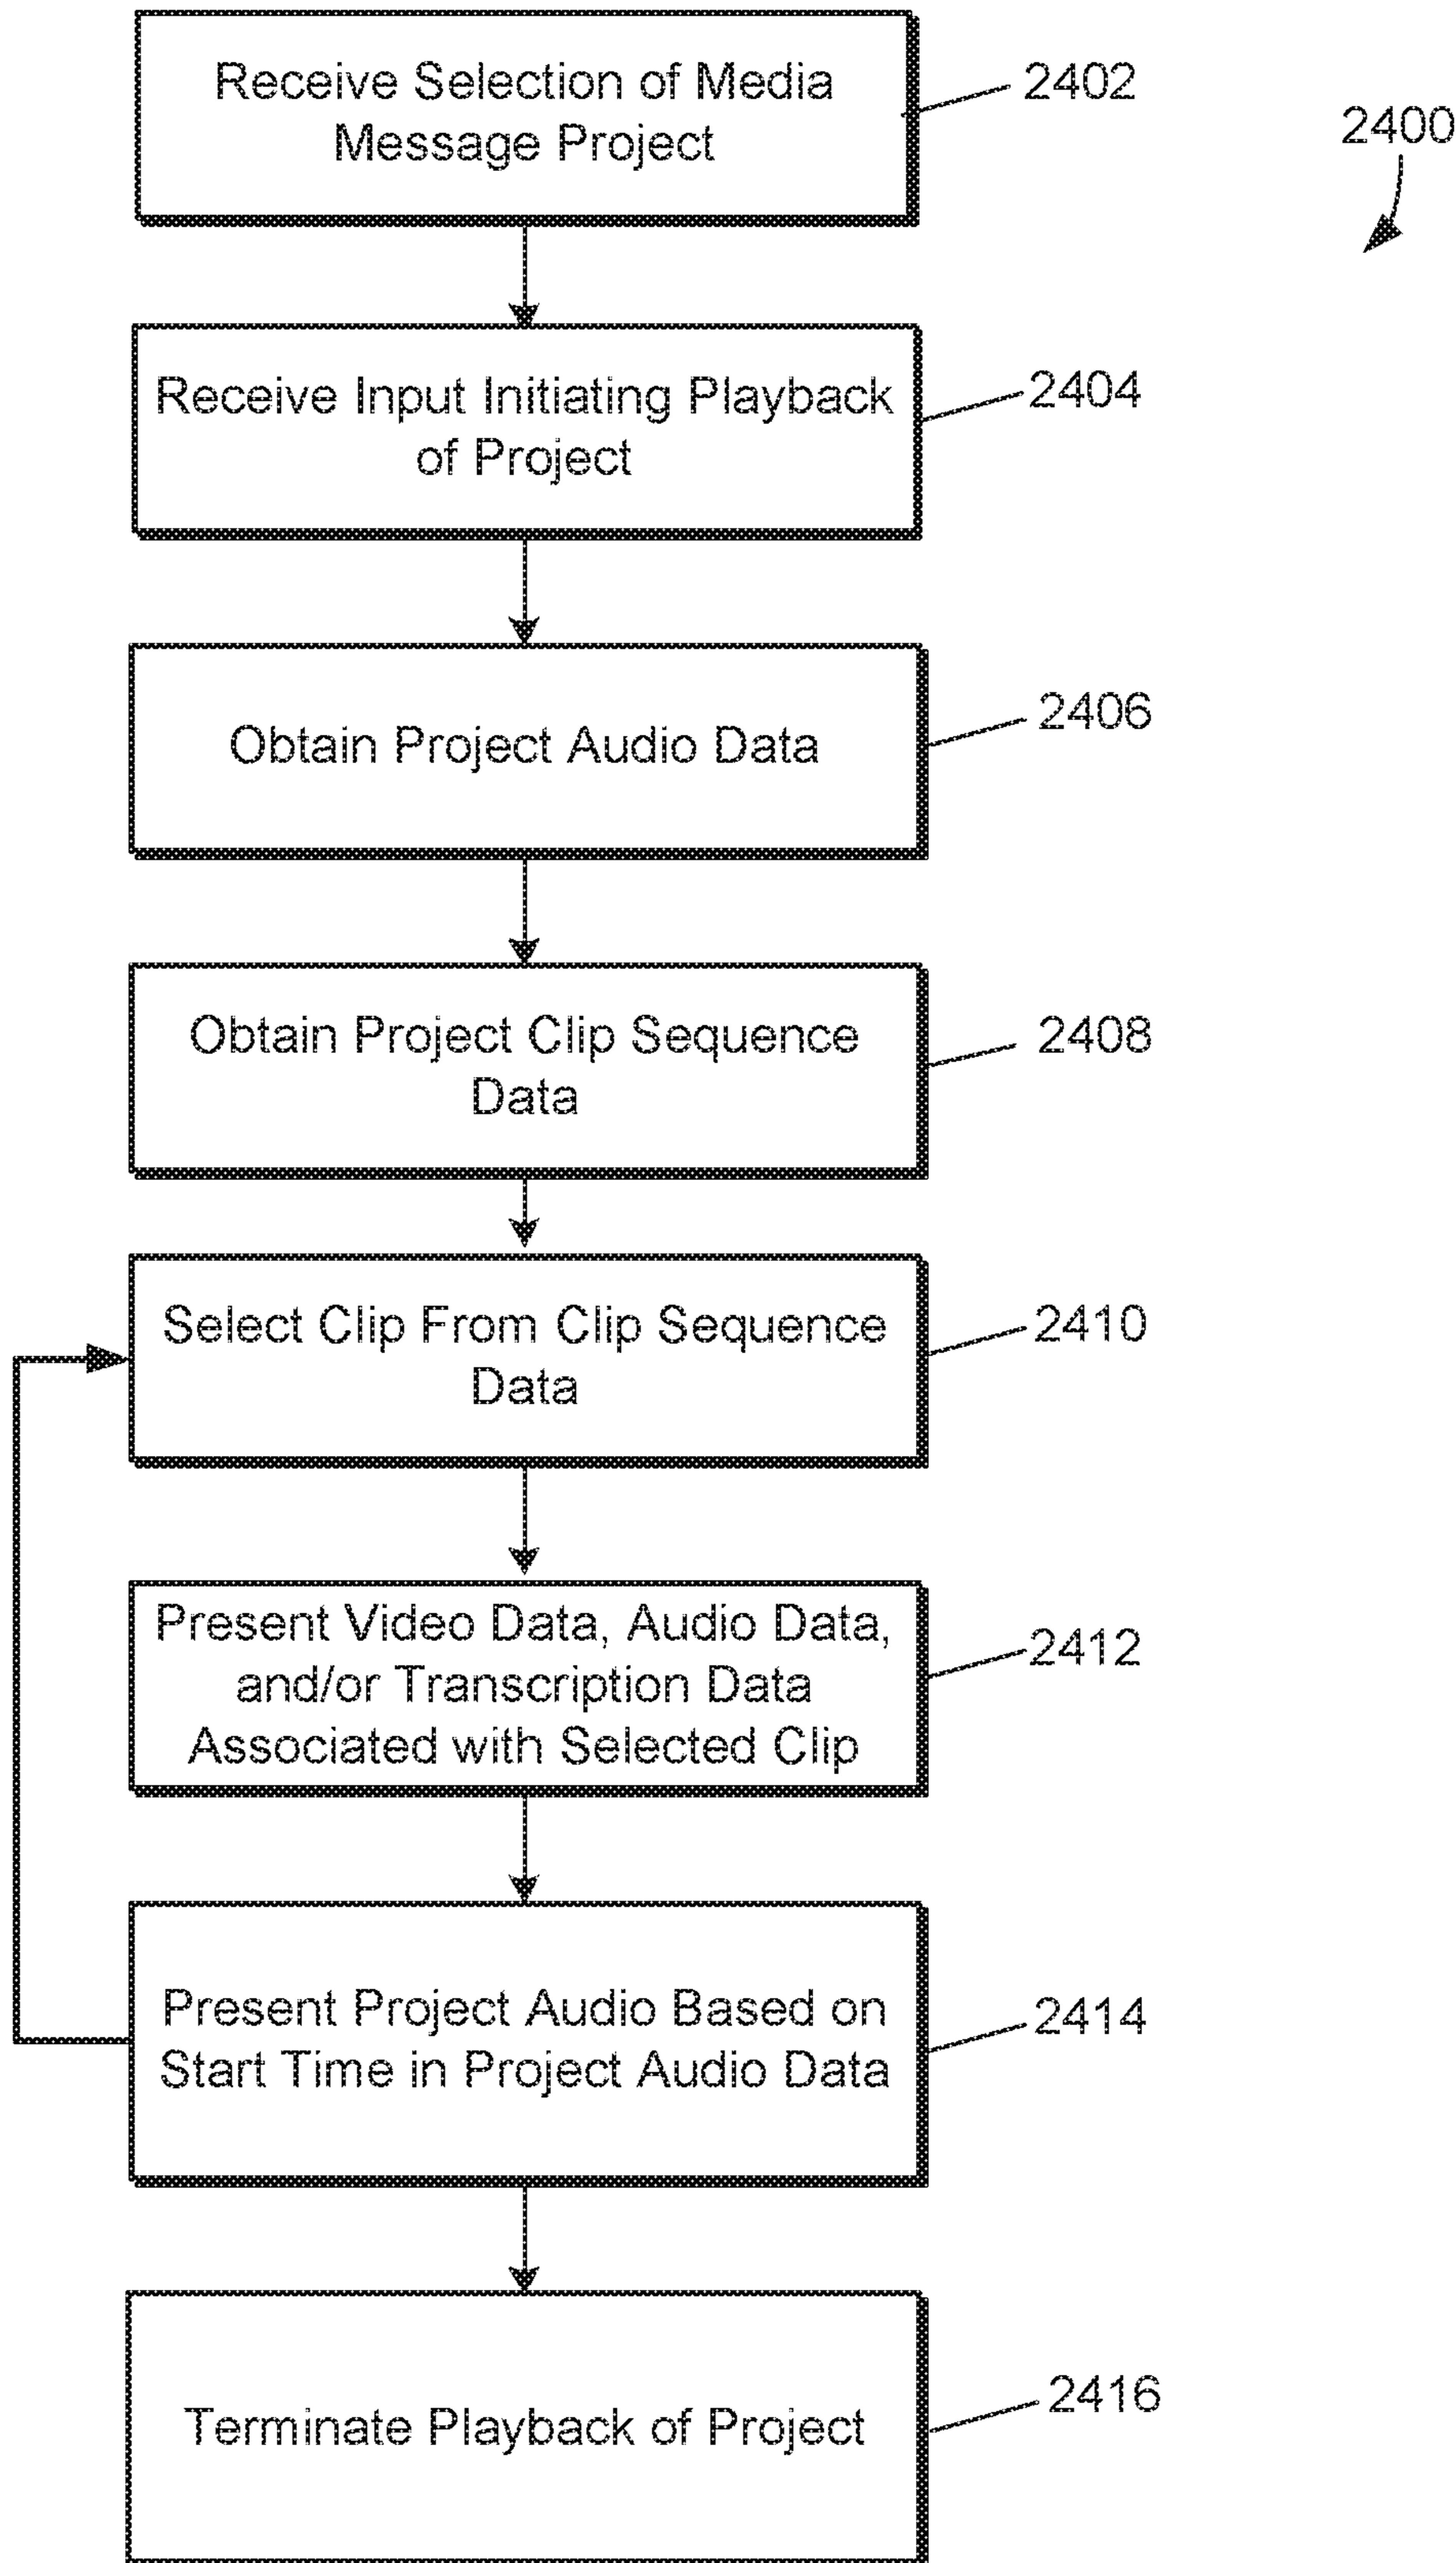 Receive Selection of Media
Message Project
2402
2400
Receive Input Initiating Playback
of Project
2404
Obtain Project Audio Data
2406
Obtain Project Clip Sequence
Data
2408
Select Clip From Clip Sequence
Data
2410
Present Video Data, Audio Data,
and/or Transcription Data
Associated with Selected Clip
2412
Present Project Audio Based on
Start Time in Project Audio Data
2414
Terminate Playback of Project
2416